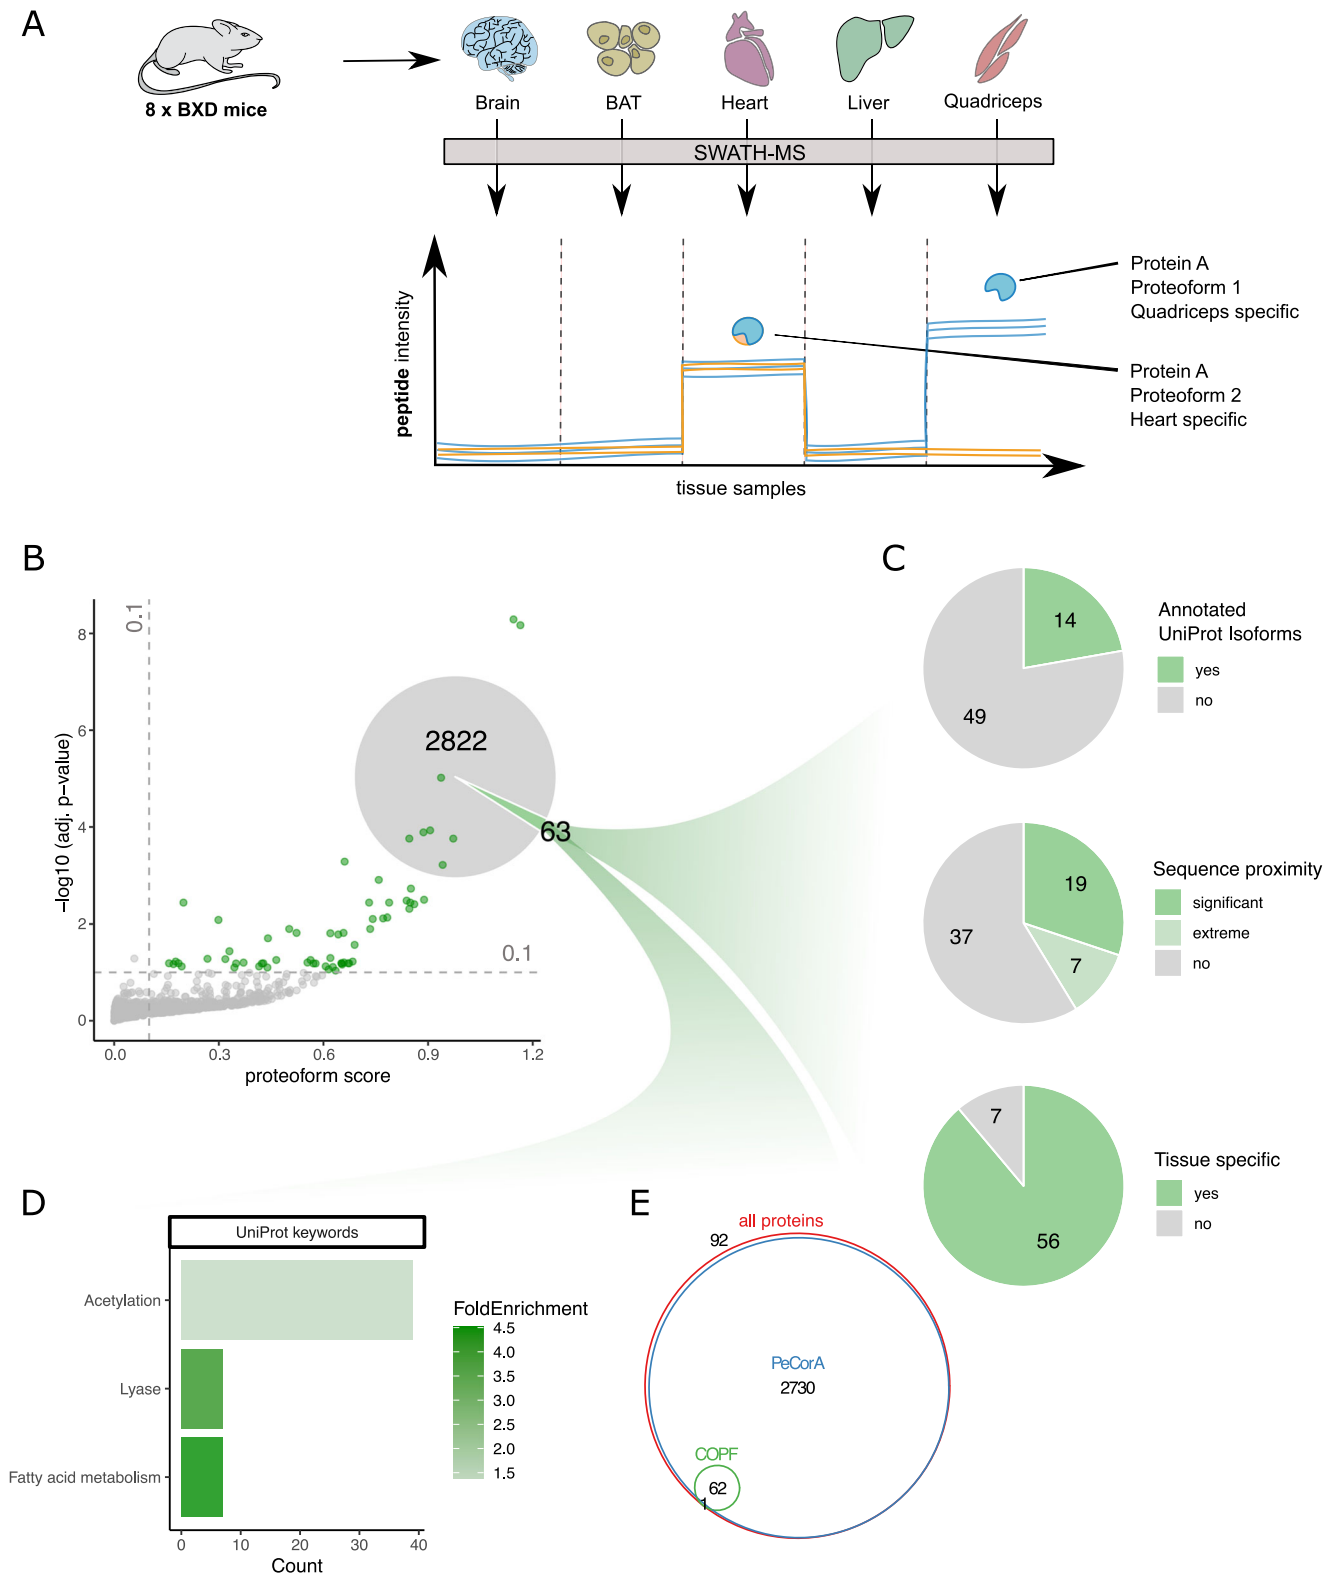 A
8 x BXD mice
Brain
BAT
Heart
Liver
Quadriceps
SWATH-MS
peptide intensity
tissue samples
Protein A
Proteoform 1
Quadriceps specific
Protein A
Proteoform 2
Heart specific
B
−log10 (adj. p−value)
8
6
4
2
0
0.1
0.1
2822
63
0.0
0.3
0.6
0.9
1.2
proteoform score
C
14
49
Annotated
UniProt Isoforms
yes
no
19
7
37
Sequence proximity
significant
extreme
no
7
56
Tissue specific
yes
no
D
UniProt keywords
Acetylation
Lyase
Fatty acid metabolism
0
10
20
30
40
Count
FoldEnrichment
4.5
4.0
3.5
3.0
2.5
2.0
1.5
E
all proteins
92
PeCorA
2730
COPF
62
1